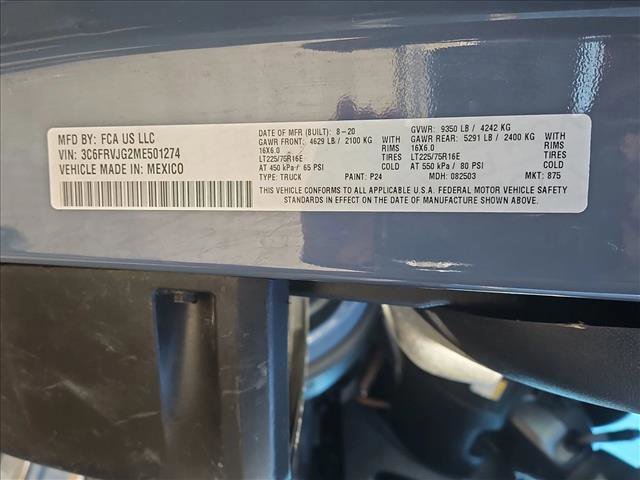 MFD BY: FCA US LLC
VIN: 3C6FRVJG2ME501274
VEHICLE MADE IN: MEXICO
DATE OF MFR (BUILT): 8-20 GVWR: 9350 LB / 4242 KG
GAWR FRONT: 4629 LB / 2100 KG WITH GAWR REAR: 5291 LB / 2400 KG WITH
16X6.0 RIMS 16X6.0 RIMS
LT225/75R16E TIRES LT225/75R16E TIRES
AT 450 kPa / 65 PSI COLD AT 550 kPa / 80 PSI COLD
TYPE: TRUCK PAINT: P24 MDH: 082503 MKT: 875
THIS VEHICLE CONFORMS TO ALL APPLICABLE U.S.A. FEDERAL MOTOR VEHICLE SAFETY
STANDARDS IN EFFECT ON THE DATE OF MANUFACTURE SHOWN ABOVE